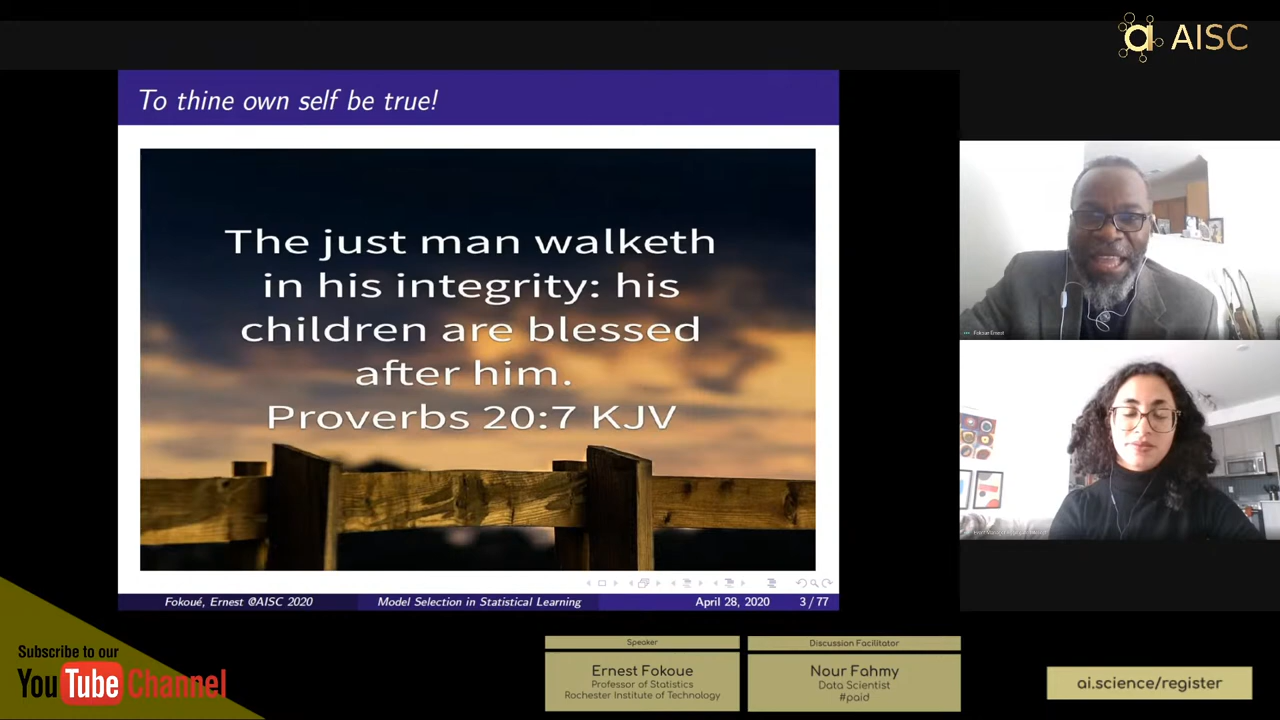 AISC
To thine own self be true!
The just man walketh
in his integrity: his
children are blessed
after him.
Proverbs 20:7 KJV
Fokoué, Ernest @AISC 2020
Model Selection in Statistical Learning
April 28, 2020
3 / 77
Fokoue Ernest
Subscribe to our
YouTube Channel
Speaker
Ernest Fokoue
Professor of Statistics
Rochester Institute of Technology
Discussion Facilitator
Nour Fahmy
Data Scientist
#paid
ai.science/register